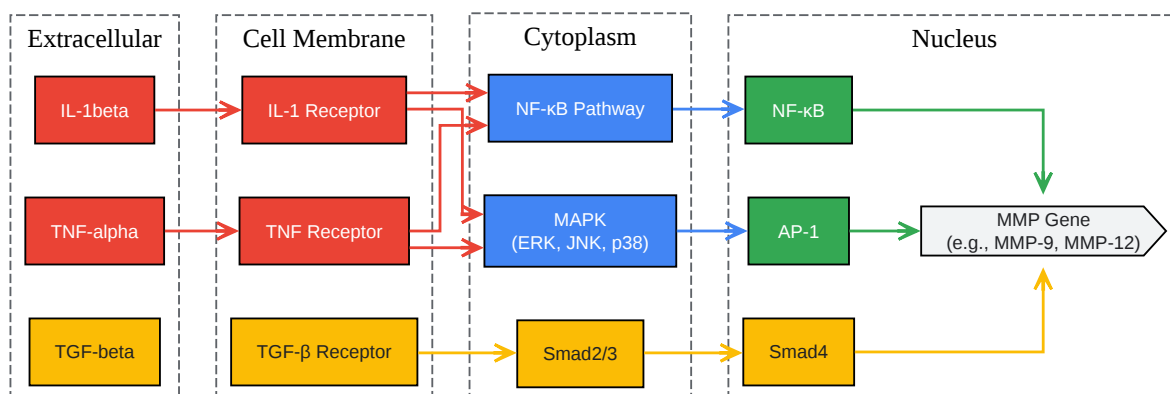 Extracellular
Cell Membrane
Cytoplasm
Nucleus
IL-1beta
IL-1 Receptor
NF-κB Pathway
NF-κB
TNF-alpha
TNF Receptor
MAPK
(ERK, JNK, p38)
AP-1
MMP Gene
(e.g., MMP-9, MMP-12)
TGF-beta
TGF-β Receptor
Smad2/3
Smad4